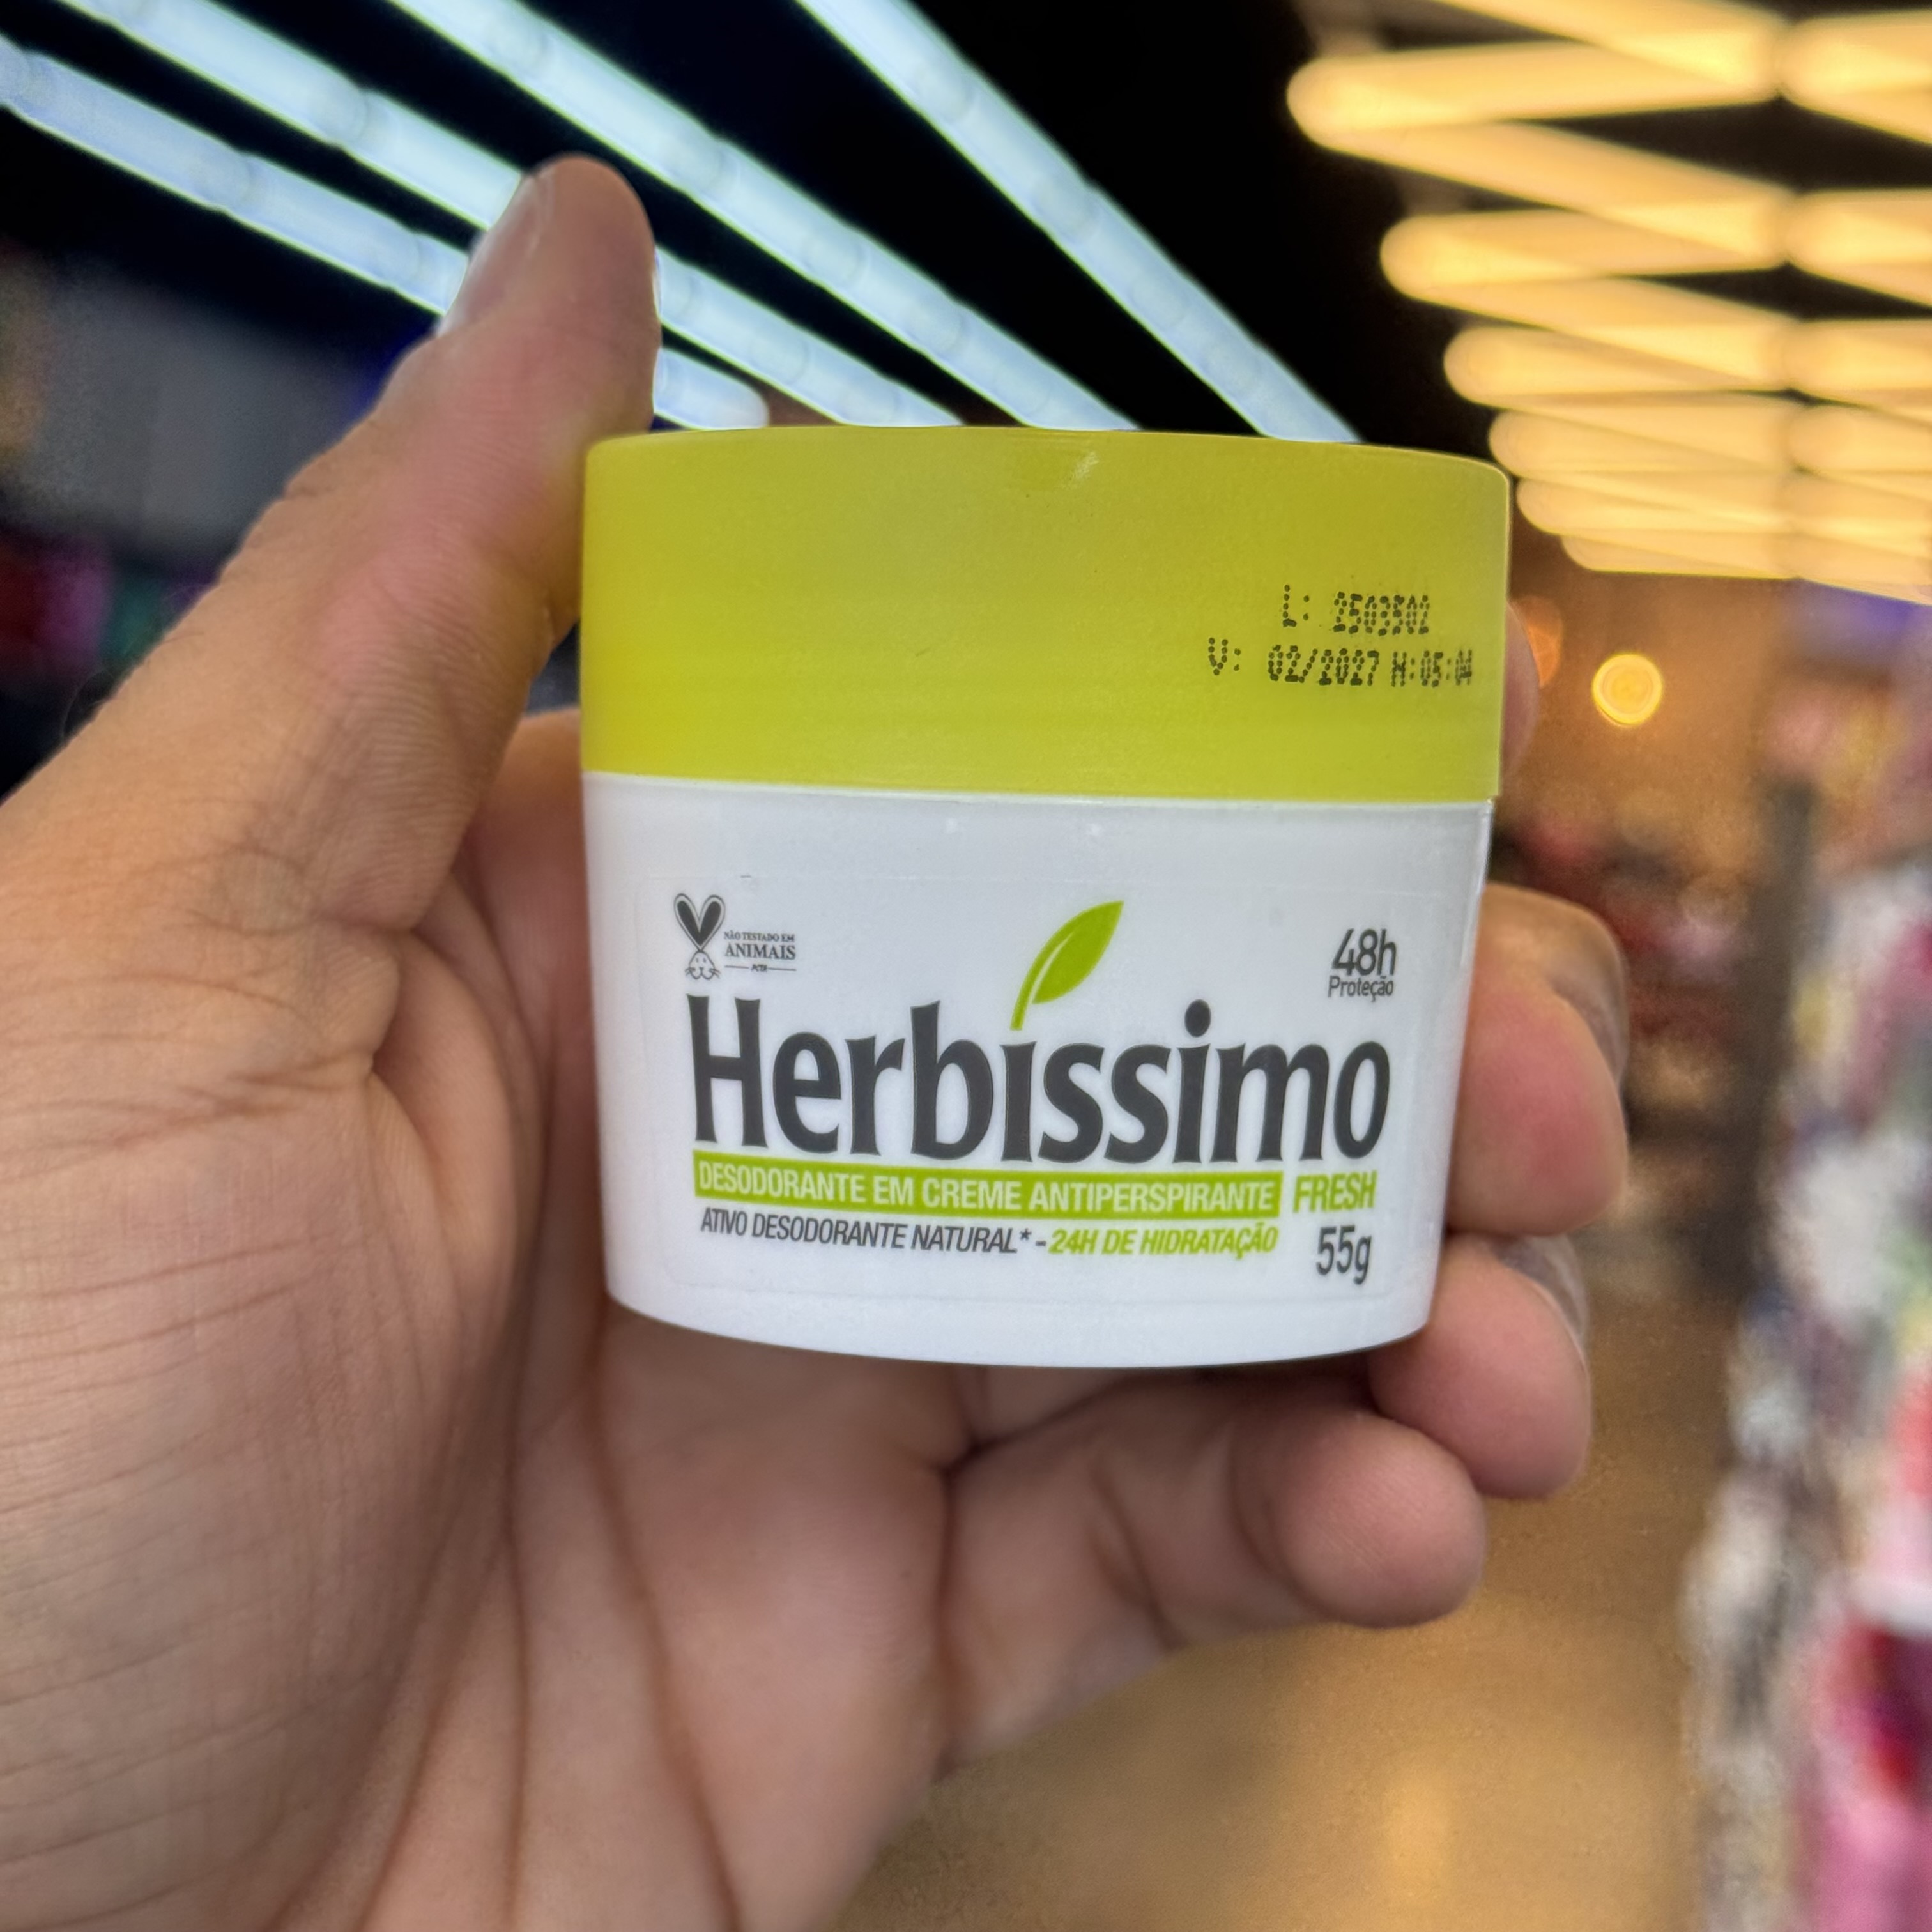 L: 2503502
V: 02/2027 H:05:04
NÃO TESTADO EM
ANIMAIS
PETA
48h
Proteção
Herbíssimo
DESODORANTE EM CREME ANTIPERSPIRANTE FRESH
ATIVO DESODORANTE NATURAL* - 24H DE HIDRATAÇÃO 55g